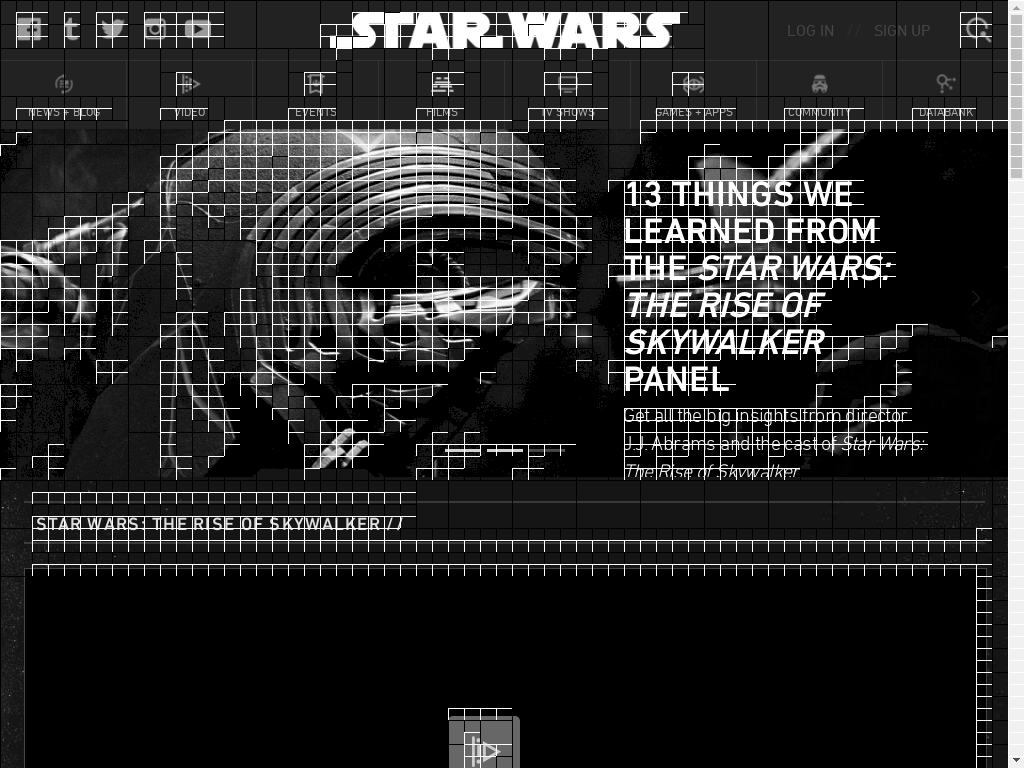 STAR WARS
LOG IN // SIGN UP
NEWS + BLOG VIDEO EVENTS FILMS TV SHOWS GAMES + APPS COMMUNITY DATABANK
13 THINGS WE
LEARNED FROM
THE STAR WARS:
THE RISE OF
SKYWALKER
PANEL
Get all the big insights from director
J.J. Abrams and the cast of Star Wars:
The Rise of Skywalker
STAR WARS: THE RISE OF SKYWALKER //